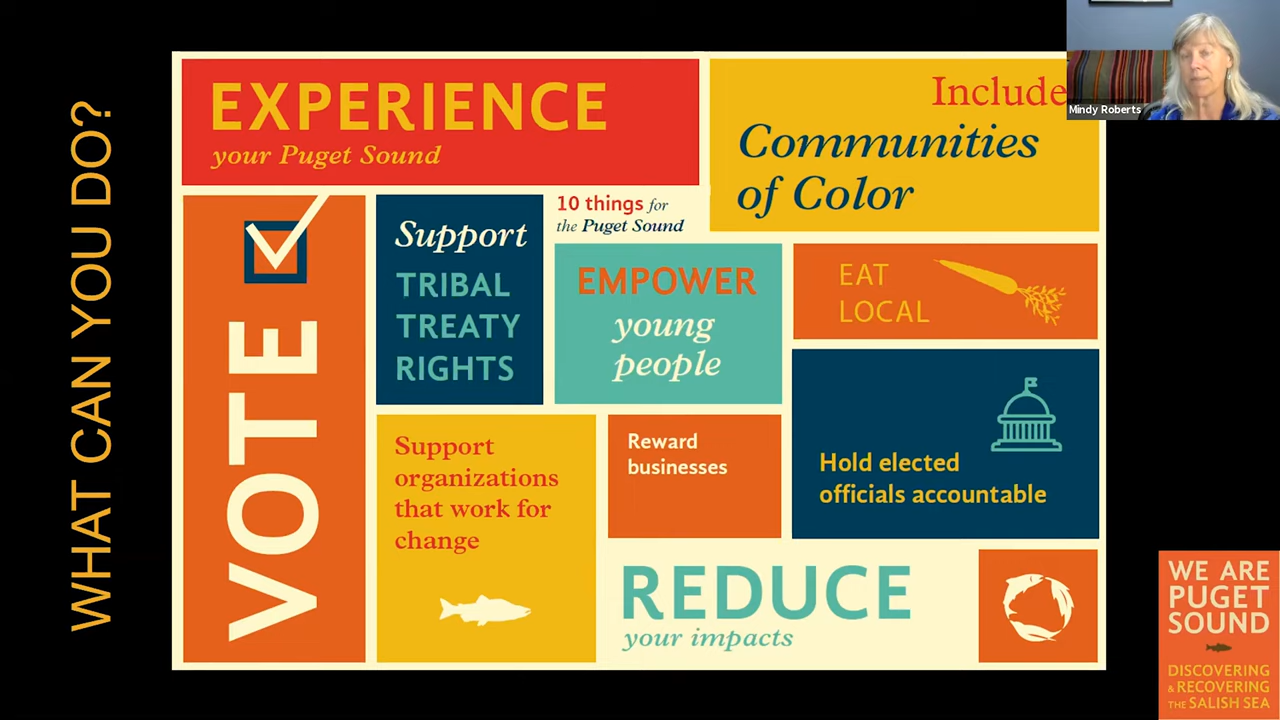 WHAT CAN YOU DO?
EXPERIENCE
your Puget Sound
Include
Communities
of Color
Mindy Roberts
VOTE
Support
TRIBAL
TREATY
RIGHTS
10 things for
the Puget Sound
EMPOWER
young
people
EAT
LOCAL
Support
organizations
that work for
change
Reward
businesses
Hold elected
officials accountable
REDUCE
your impacts
WE ARE
PUGET
SOUND
DISCOVERING
& RECOVERING
THE SALISH SEA